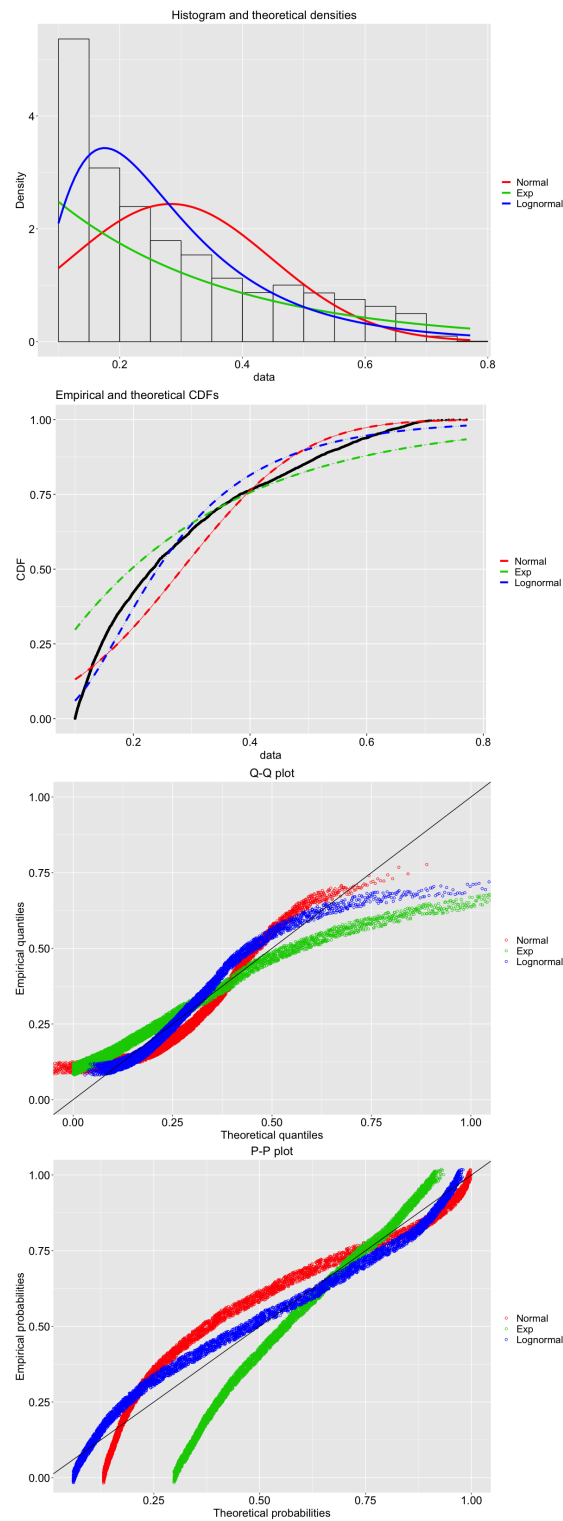 Histogram and theoretical densities
4
2
0
Density
0.2
0.4
0.6
0.8
data
Normal
Exp
Lognormal
Empirical and theoretical CDFs
1.00
0.75
0.50
0.25
0.00
CDF
0.2
0.4
0.6
0.8
data
Normal
Exp
Lognormal
Q-Q plot
1.00
0.75
0.50
0.25
0.00
Empirical quantiles
0.00
0.25
0.50
0.75
1.00
Theoretical quantiles
Normal
Exp
Lognormal
P-P plot
1.00
0.75
0.50
0.25
0.00
Empirical probabilities
0.25
0.50
0.75
1.00
Theoretical probabilities
Normal
Exp
Lognormal